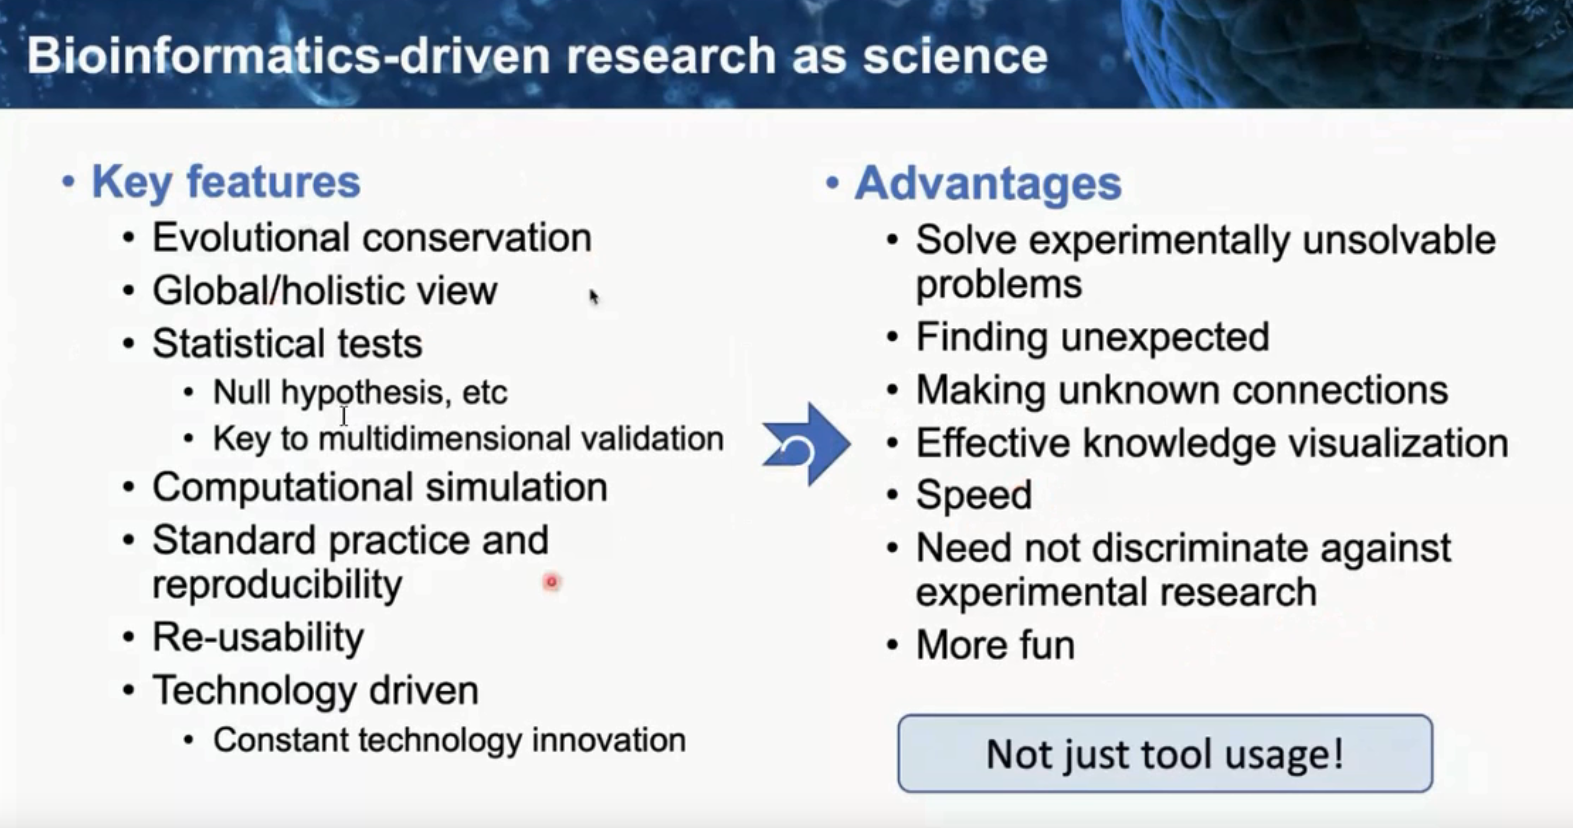 Bioinformatics-driven research as science
• Key features
• Evolutional conservation
• Global/holistic view
• Statistical tests
• Null hypothesis, etc
• Key to multidimensional validation
• Computational simulation
• Standard practice and
reproducibility
• Re-usability
• Technology driven
• Constant technology innovation
• Advantages
• Solve experimentally unsolvable
problems
• Finding unexpected
• Making unknown connections
• Effective knowledge visualization
• Speed
• Need not discriminate against
experimental research
• More fun
Not just tool usage!